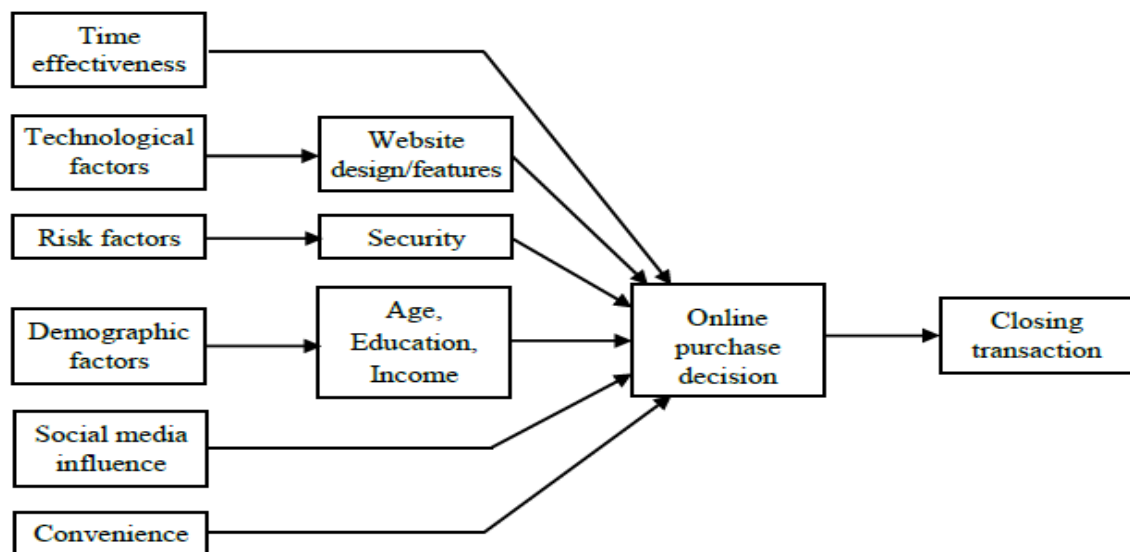 Time
effectiveness
Technological
factors
Website
design/features
Risk factors
Security
Demographic
factors
Age,
Education,
Income
Online
purchase
decision
Closing
transaction
Social media
influence
Convenience